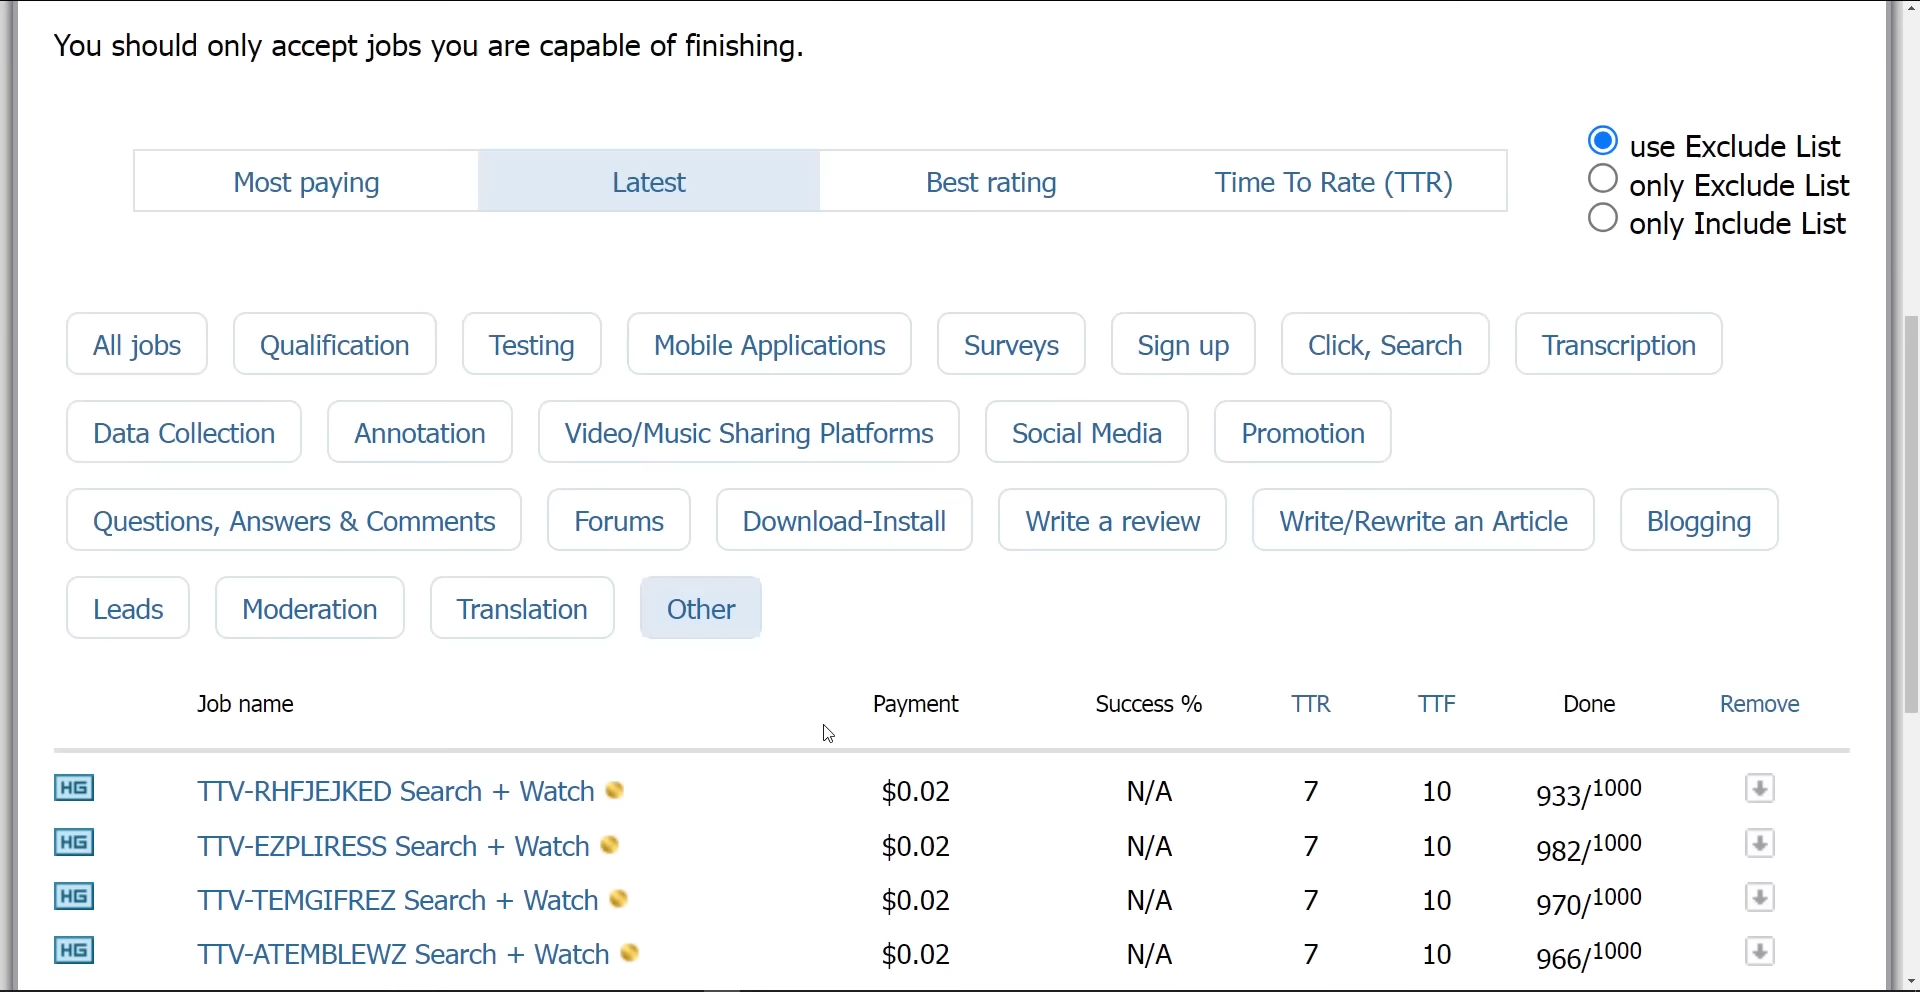 You should only accept jobs you are capable of finishing.
Most paying Latest Best rating Time To Rate (TTR)
use Exclude List
only Exclude List
only Include List
All jobs Qualification Testing Mobile Applications Surveys Sign up Click, Search Transcription
Data Collection Annotation Video/Music Sharing Platforms Social Media Promotion
Questions, Answers & Comments Forums Download-Install Write a review Write/Rewrite an Article Blogging
Leads Moderation Translation Other
Job name Payment Success % TTR TTF Done Remove
HG TTV-RHFJEJKED Search + Watch $0.02 N/A 7 10 933/1000
HG TTV-EZPLIRESS Search + Watch $0.02 N/A 7 10 982/1000
HG TTV-TEMGIFREZ Search + Watch $0.02 N/A 7 10 970/1000
HG TTV-ATEMBLEWZ Search + Watch $0.02 N/A 7 10 966/1000